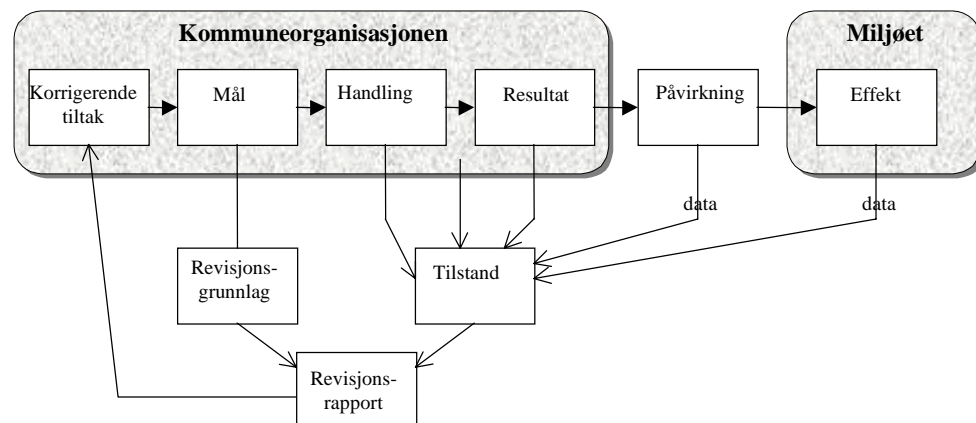 Kommuneorganisasjonen
Miljøet
Korrigerende
tiltak
Mål
Handling
Resultat
Påvirkning
Effekt
data
data
Revisjons-
grunnlag
Tilstand
Revisjons-
rapport